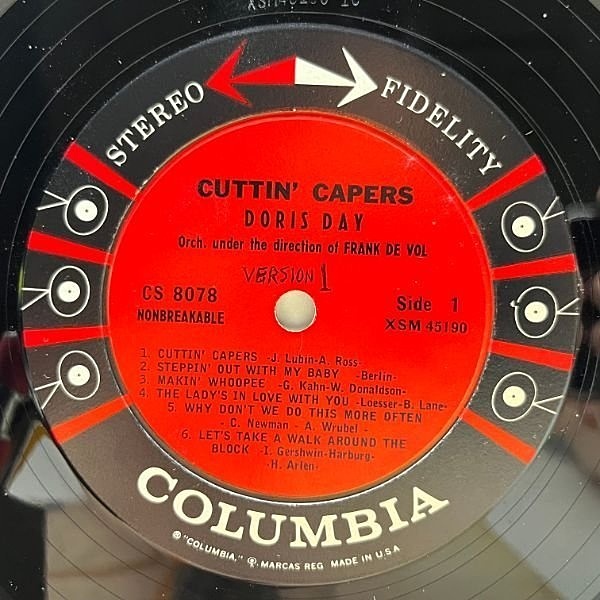 STEREO FIDELITY
CUTTIN' CAPERS
DORIS DAY
Orch. under the direction of FRANK DE VOL
VERSION 1
CS 8078
NONBREAKABLE
Side 1
XSM 45190
1. CUTTIN' CAPERS -J. Lubin-A. Ross-
2. STEPPIN' OUT WITH MY BABY -Berlin-
3. MAKIN' WHOOPEE -G. Kahn-W. Donaldson-
4. THE LADY'S IN LOVE WITH YOU -Loesser-B. Lane-
5. WHY DON'T WE DO THIS MORE OFTEN
-C. Newman - A. Wrubel -
6. LET'S TAKE A WALK AROUND THE
BLOCK -I. Gershwin-Harburg-
-H. Arlen-
COLUMBIA
® "COLUMBIA," ® MARCAS REG MADE IN U.S.A